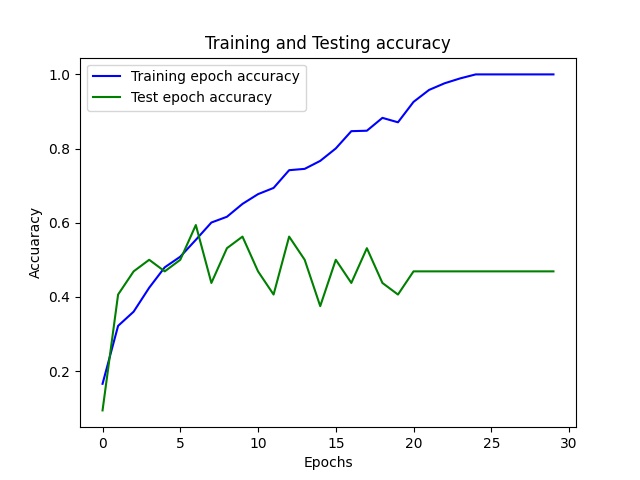 Training and Testing accuracy
Training epoch accuracy
Test epoch accuracy
1.0
0.8
0.6
0.4
0.2
Accuaracy
0 5 10 15 20 25 30
Epochs